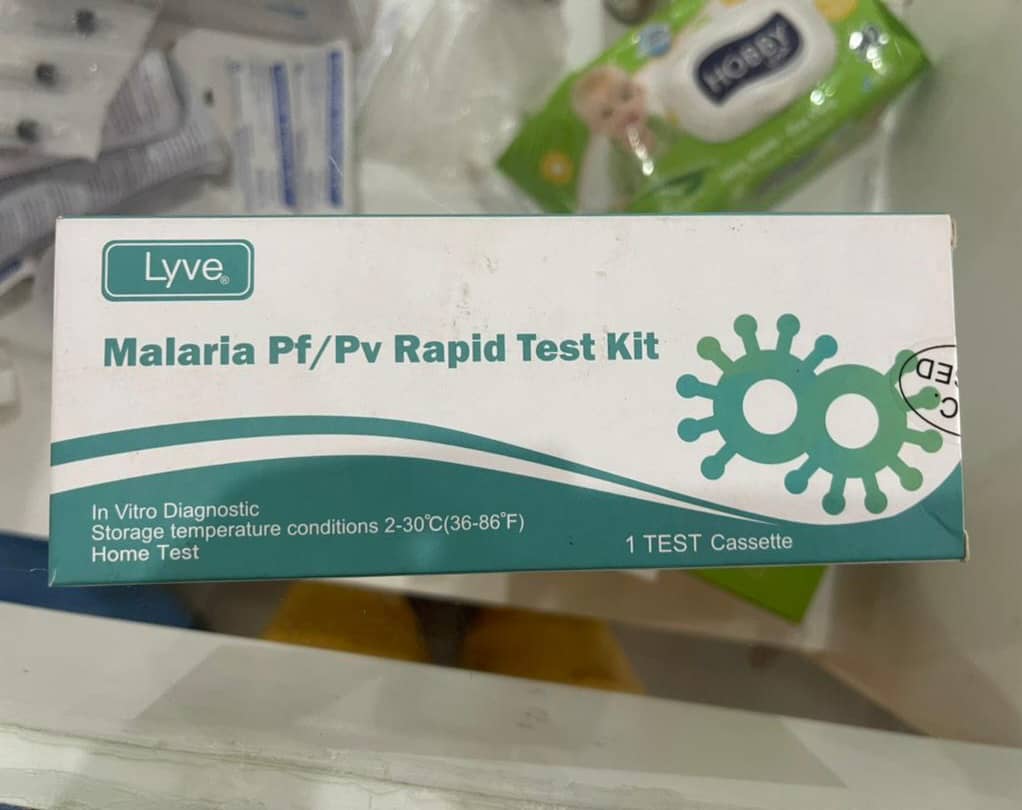 HOBBY
Lyve®
Malaria Pf/Pv Rapid Test Kit
In Vitro Diagnostic
Storage temperature conditions 2-30°C(36-86°F)
Home Test
1 TEST Cassette